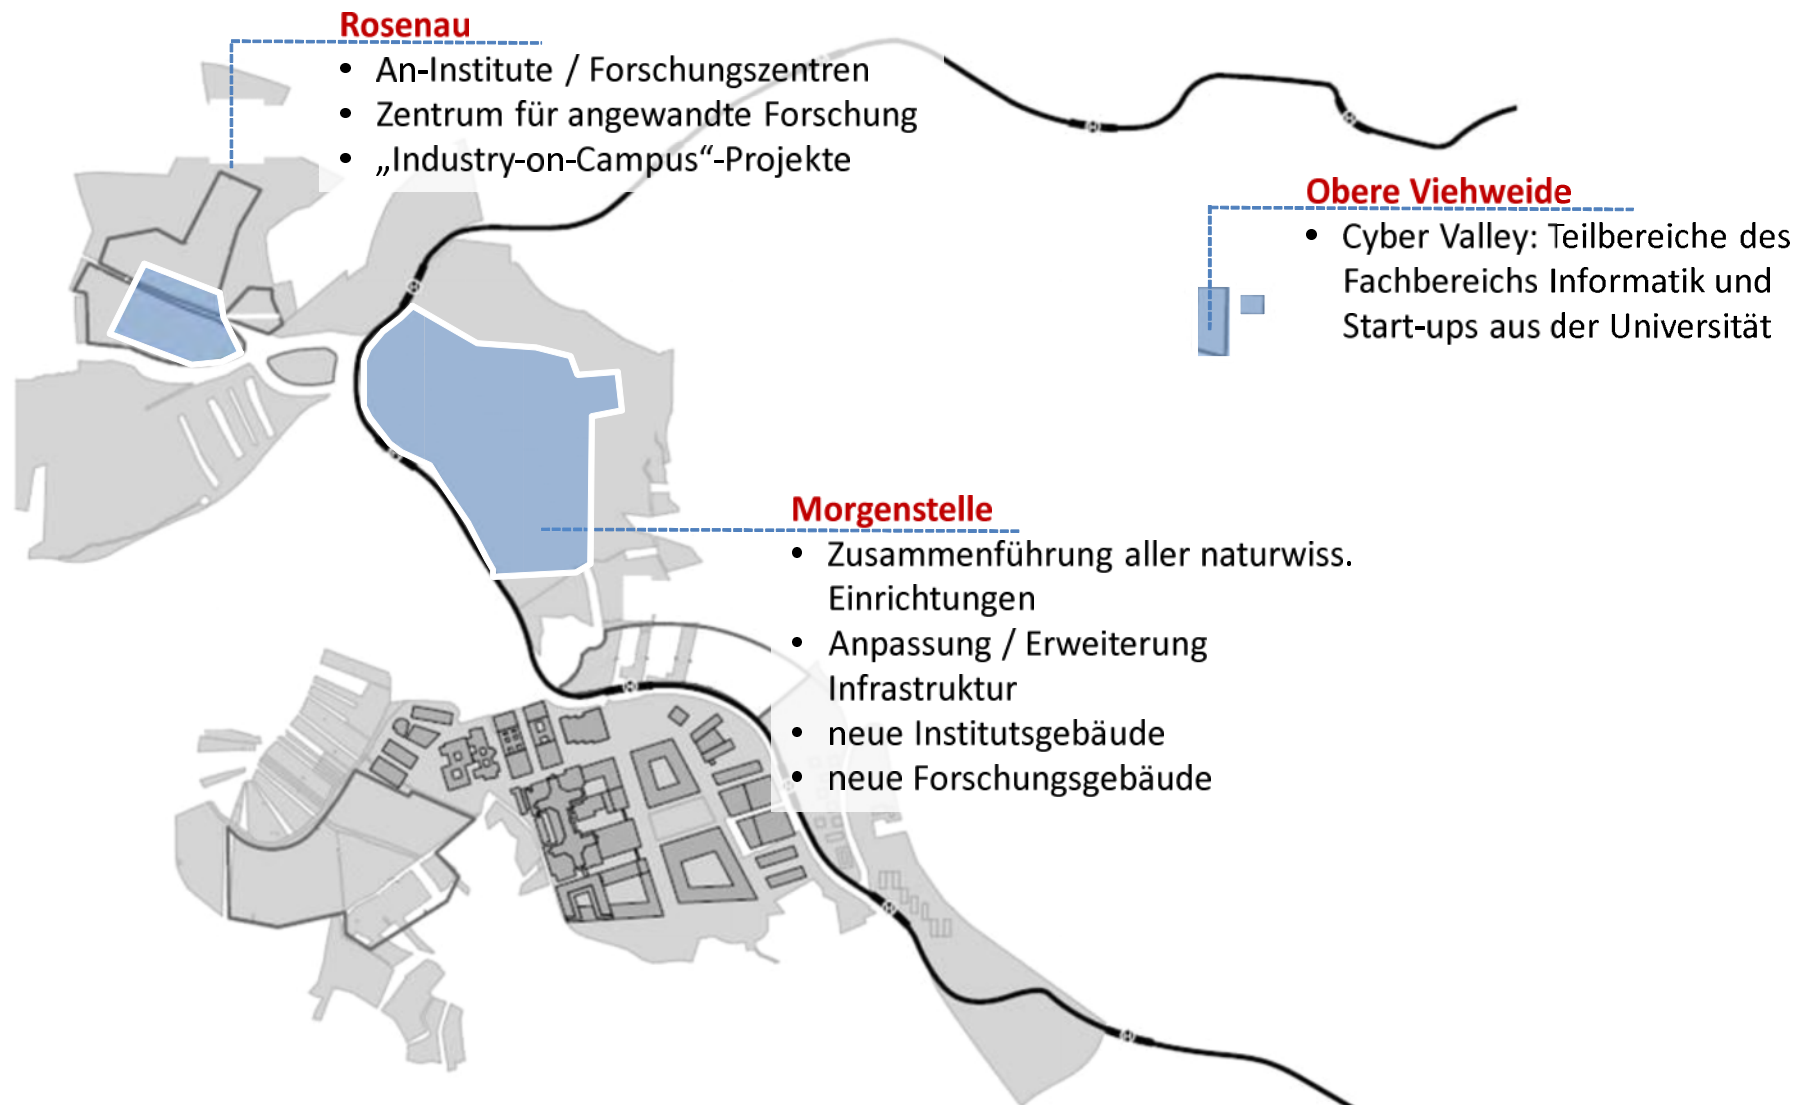 Rosenau
• An-Institute / Forschungszentren
• Zentrum für angewandte Forschung
• „Industry-on-Campus“-Projekte
Obere Viehweide
• Cyber Valley: Teilbereiche des
Fachbereichs Informatik und
Start-ups aus der Universität
Morgenstelle
• Zusammenführung aller naturwiss.
Einrichtungen
• Anpassung / Erweiterung
Infrastruktur
• neue Institutsgebäude
• neue Forschungsgebäude